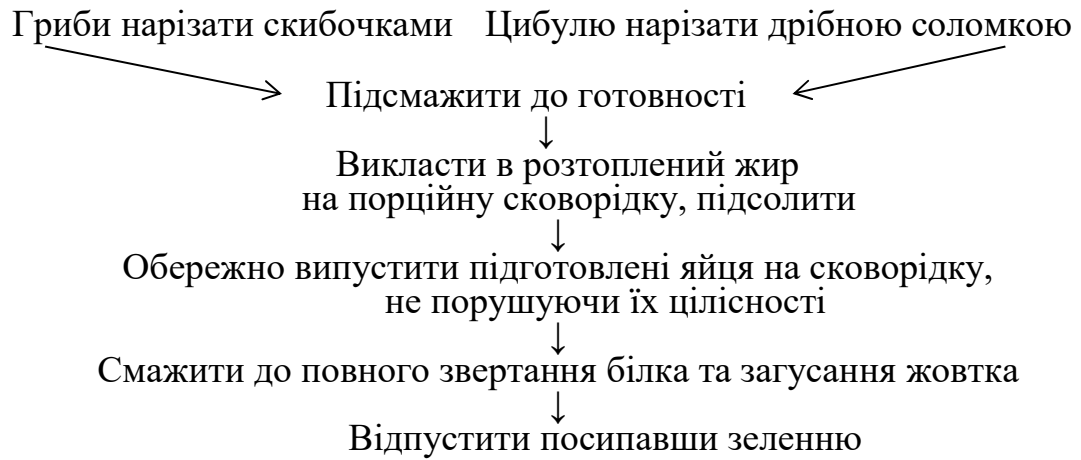 Гриби нарізати скибочками Цибулю нарізати дрібною соломкою
Підсмажити до готовності
Викласти в розтоплений жир
на порційну сковорідку, підсолити
Обережно випустити підготовлені яйця на сковорідку,
не порушуючи їх цілісності
Смажити до повного звертання білка та загусання жовтка
Відпустити посипавши зеленню